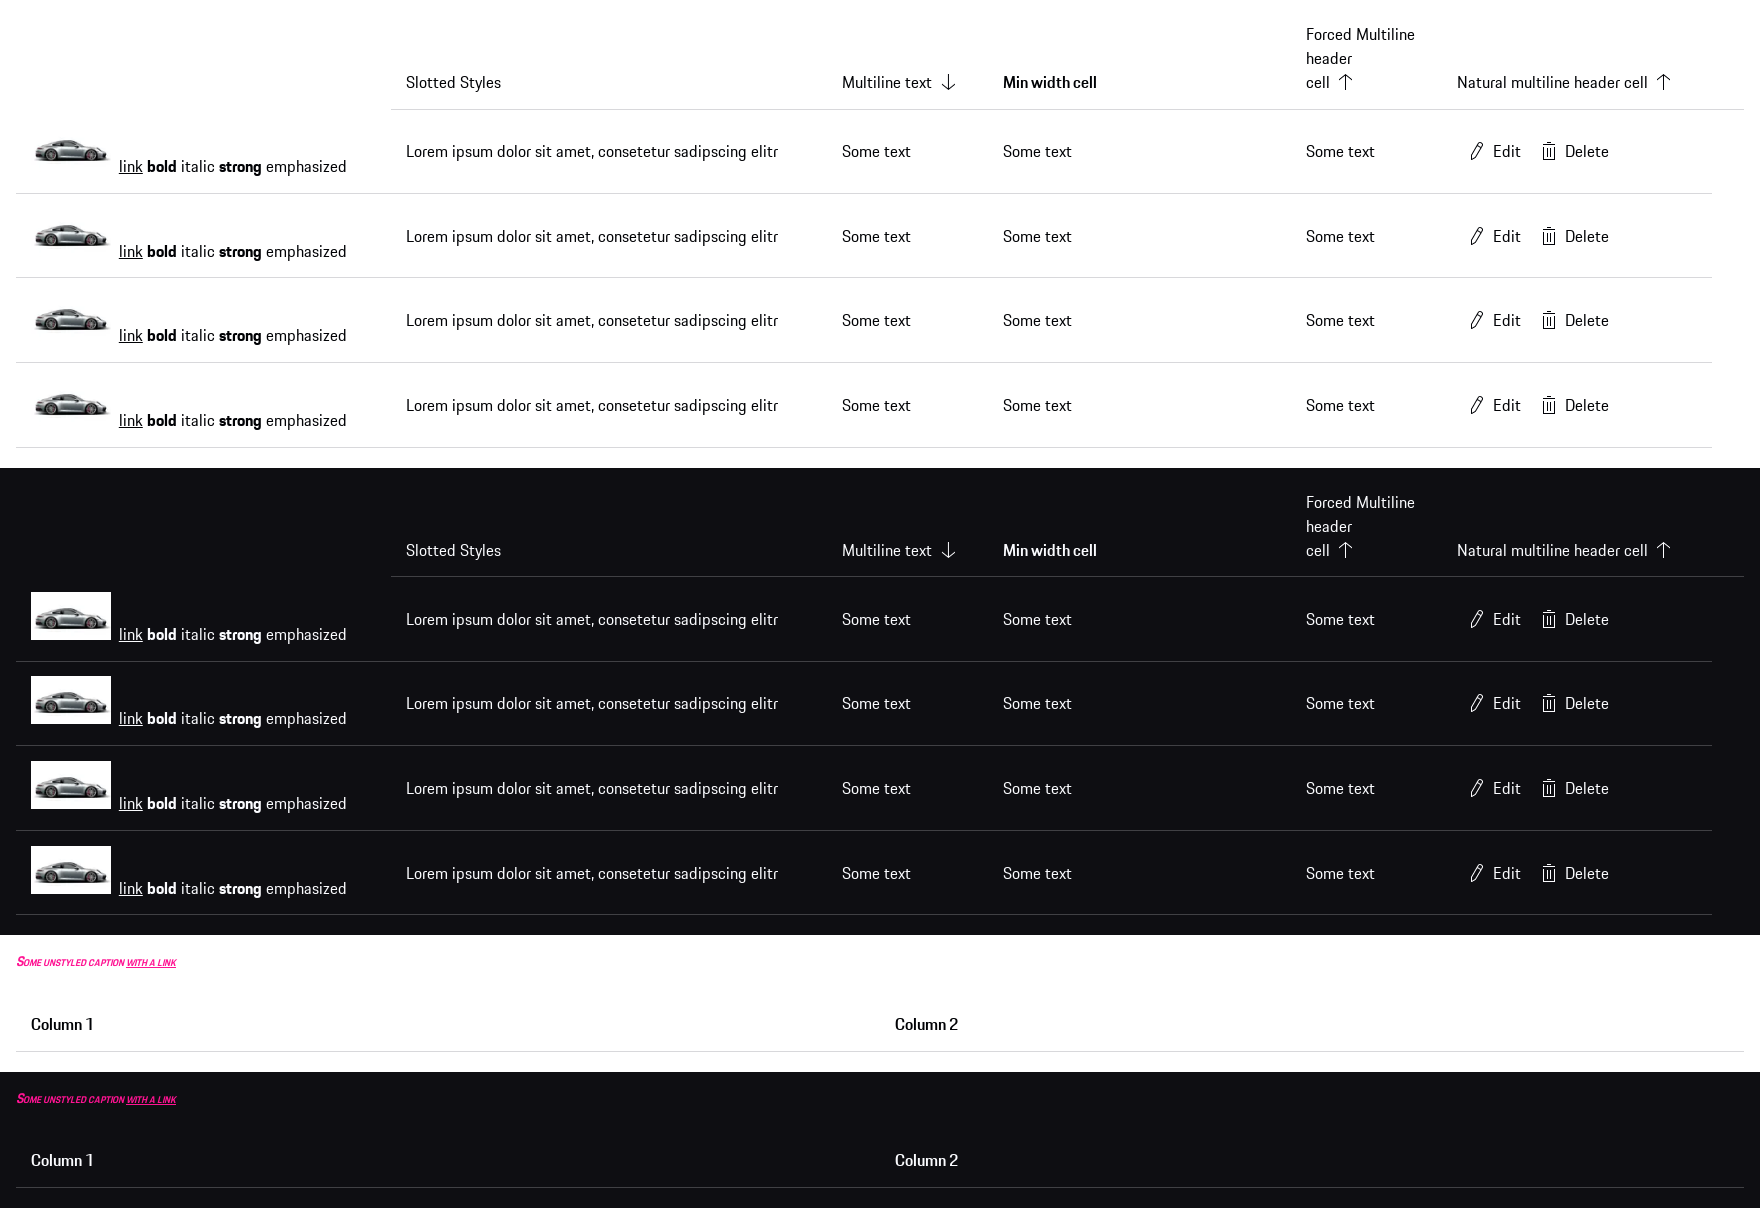 Forced Multiline
header
Slotted Styles Multiline text Min width cell cell Natural multiline header cell
link bold italic strong emphasized Lorem ipsum dolor sit amet, consetetur sadipscing elitr Some text Some text Some text Edit Delete
link bold italic strong emphasized Lorem ipsum dolor sit amet, consetetur sadipscing elitr Some text Some text Some text Edit Delete
link bold italic strong emphasized Lorem ipsum dolor sit amet, consetetur sadipscing elitr Some text Some text Some text Edit Delete
link bold italic strong emphasized Lorem ipsum dolor sit amet, consetetur sadipscing elitr Some text Some text Some text Edit Delete
Forced Multiline
header
Slotted Styles Multiline text Min width cell cell Natural multiline header cell
link bold italic strong emphasized Lorem ipsum dolor sit amet, consetetur sadipscing elitr Some text Some text Some text Edit Delete
link bold italic strong emphasized Lorem ipsum dolor sit amet, consetetur sadipscing elitr Some text Some text Some text Edit Delete
link bold italic strong emphasized Lorem ipsum dolor sit amet, consetetur sadipscing elitr Some text Some text Some text Edit Delete
link bold italic strong emphasized Lorem ipsum dolor sit amet, consetetur sadipscing elitr Some text Some text Some text Edit Delete
Some unstyled caption with a link
Column 1 Column 2
Some unstyled caption with a link
Column 1 Column 2